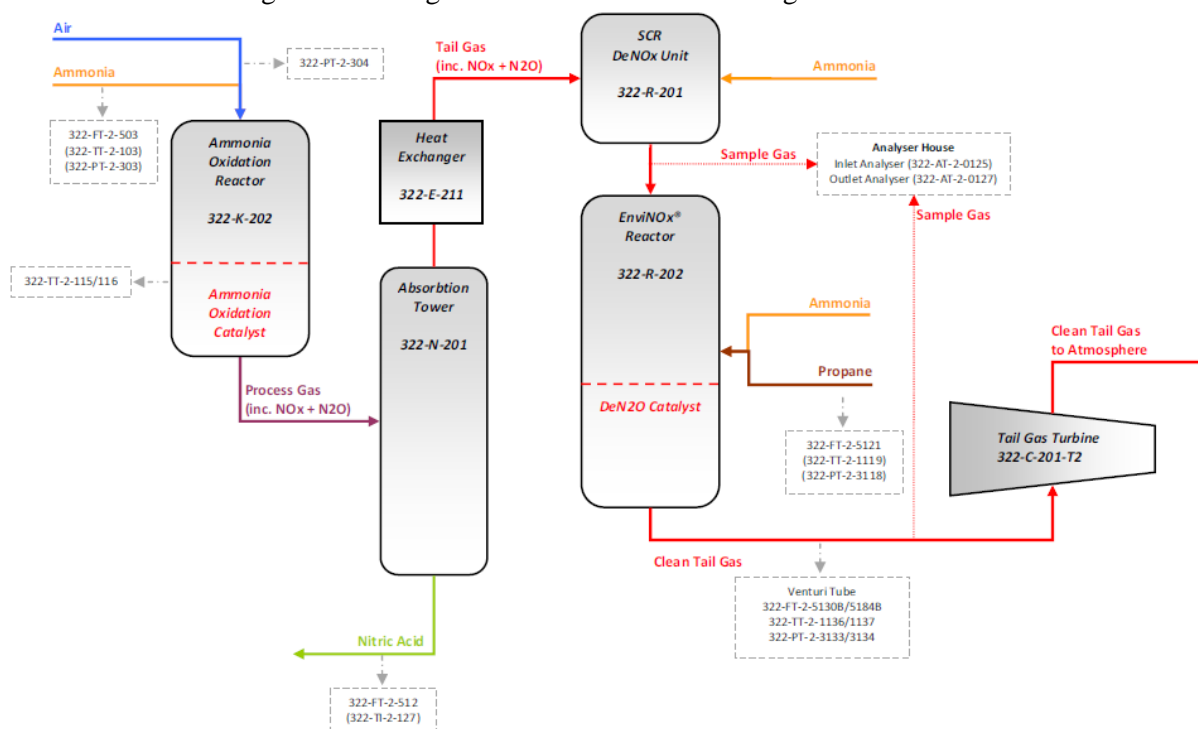 Air
Ammonia
322-PT-2-304
322-FT-2-503
(322-TT-2-103)
(322-PT-2-303)
Ammonia
Oxidation
Reactor
322-K-202
322-TT-2-115/116
Ammonia
Oxidation
Catalyst
Process Gas
(inc. NOx + N2O)
Tail Gas
(inc. NOx + N2O)
Heat
Exchanger
322-E-211
Absorbtion
Tower
322-N-201
Nitric Acid
322-FT-2-512
(322-TI-2-127)
SCR
DeNOx Unit
322-R-201
Ammonia
Sample Gas
Analyser House
Inlet Analyser (322-AT-2-0125)
Outlet Analyser (322-AT-2-0127)
Sample Gas
EnviNOx®
Reactor
322-R-202
Ammonia
Propane
DeN2O Catalyst
322-FT-2-5121
(322-TT-2-1119)
(322-PT-2-3118)
Clean Tail Gas
to Atmosphere
Tail Gas Turbine
322-C-201-T2
Clean Tail Gas
Venturi Tube
322-FT-2-5130B/5184B
322-TT-2-1136/1137
322-PT-2-3133/3134